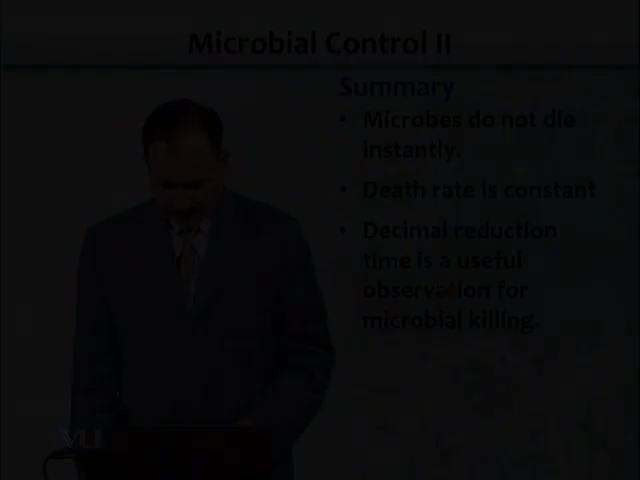 Microbial Control II
Summary
• Microbes do not die
instantly.
• Death rate is constant
• Decimal reduction
time is a useful
observation for
microbial killing.
VU